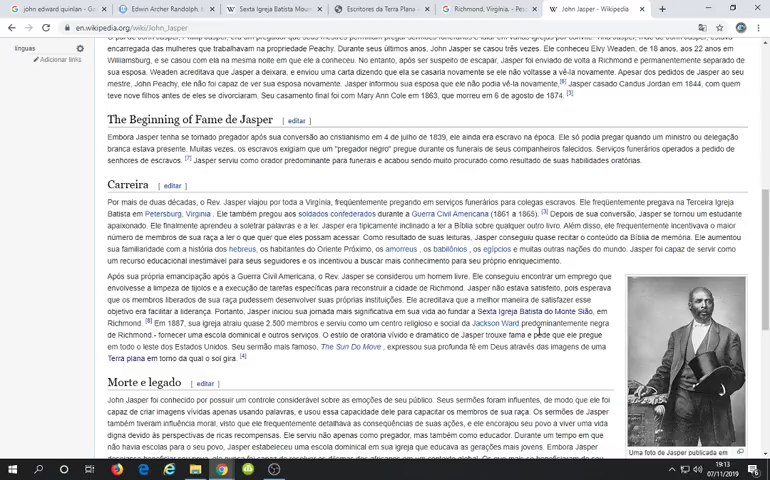 john edward quinlan - Go
Edwin Archer Randolph, b
Sexta Igreja Batista Moun
Escritores da Terra Plana
Richmond, Virgínia. - Pes
John Jasper - Wikipedia
en.wikipedia.org/wiki/John_Jasper
línguas
Adicionar links
encarregada das mulheres que trabalhavam na propriedade Peachy. Durante seus últimos anos, John Jasper se casou três vezes. Ele conheceu Elvy Weaden, de 18 anos, aos 22 anos em
Williamsburg, e se casou com ela na mesma noite em que ele a conheceu. No entanto, após ser suspeito de escapar, Jasper foi enviado de volta a Richmond e permanentemente separado de
sua esposa. Weaden acreditava que Jasper a deixara, e enviou uma carta dizendo que ela se casaria novamente se ele não voltasse a vê-la novamente. Apesar dos pedidos de Jasper ao seu
mestre, John Peachy, ele não foi capaz de ver sua esposa novamente. Jasper informou sua esposa que ele não podia vê-la novamente, [6] Jasper casado Candus Jordan em 1844, com quem
teve nove filhos antes de eles se divorciaram. Seu casamento final foi com Mary Ann Cole em 1863, que morreu em 6 de agosto de 1874. [3]
The Beginning of Fame de Jasper [ editar ]
Embora Jasper tenha se tornado pregador após sua conversão ao cristianismo em 4 de julho de 1839, ele ainda era escravo na época. Ele só podia pregar quando um ministro ou delegação
branca estava presente. Muitas vezes, os escravos exigiam que um "pregador negro" pregue durante os funerais de seus companheiros falecidos. Serviços funerários operados a pedido de
senhores de escravos. [7] Jasper serviu como orador predominante para funerais e acabou sendo muito procurado como resultado de suas habilidades oratórias.
Carreira [ editar ]
Por mais de duas décadas, o Rev. Jasper viajou por toda a Virgínia, freqüentemente pregando em serviços funerários para colegas escravos. Ele freqüentemente pregava na Terceira Igreja
Batista em Petersburg, Virginia . Ele também pregou aos soldados confederados durante a Guerra Civil Americana (1861 a 1865). [3] Depois de sua conversão, Jasper se tornou um estudante
apaixonado. Ele finalmente aprendeu a soletrar palavras e a ler. Jasper era tipicamente inclinado a ler a Bíblia sobre qualquer outro livro. Além disso, ele freqüentemente incentivava o maior
número de membros de sua raça a ler o que quer que eles possam acessar. Como resultado de suas leituras, Jasper conseguiu quase recitar o conteúdo da Bíblia de memória. Ele aumentou
sua familiaridade com a história dos hebreus, os habitantes do Oriente Próximo, os amorreus , os babilônios , os egípcios e muitas outras nações do mundo. Jasper foi capaz de servir como
um recurso educacional inestimável para seus seguidores e os incentivou a buscar mais conhecimento para seu próprio enriquecimento.
Após sua própria emancipação após a Guerra Civil Americana, o Rev. Jasper se considerou um homem livre. Ele conseguiu encontrar um emprego que
envolvesse a limpeza de tijolos e a execução de tarefas específicas para reconstruir a cidade de Richmond. Jasper não estava satisfeito, pois esperava
que os membros liberados de sua raça pudessem desenvolver suas próprias instituições. Ele acreditava que a melhor maneira de satisfazer esse
objetivo era facilitar a liderança. Portanto, Jasper iniciou sua jornada mais significativa em sua vida ao fundar a Sexta Igreja Batista do Monte Sião, em
Richmond. [8] Em 1887, sua igreja atraiu quase 2.500 membros e serviu como um centro religioso e social da Jackson Ward predominantemente negra
de Richmond.- fornecer uma escola dominical e outros serviços. O estilo de oratória vívido e dramático de Jasper trouxe fama e pede que ele pregue
em todo o leste dos Estados Unidos. Seu sermão mais famoso, The Sun Do Move , expressou sua profunda fé em Deus através das imagens de uma
Terra plana em torno da qual o sol gira. [4]
Morte e legado [ editar ]
John Jasper foi conhecido por possuir um controle considerável sobre as emoções de seu público. Seus sermões foram influentes, de modo que ele foi
capaz de criar imagens vívidas apenas usando palavras, e usou essa capacidade dele para capacitar os membros de sua raça. Os sermões de Jasper
também tiveram influência moral, visto que ele frequentemente detalhava as conseqüências de suas ações, e ele encorajou seu povo a viver uma vida
digna devido às perspectivas de ricas recompensas. Ele serviu não apenas como pregador, mas também como educador. Durante um tempo em que
não havia escolas para o seu povo, Jasper estabeleceu uma escola dominical em sua igreja que educava as gerações mais jovens. Embora Jasper
Uma foto de Jasper publicada em
19:13
07/11/2019